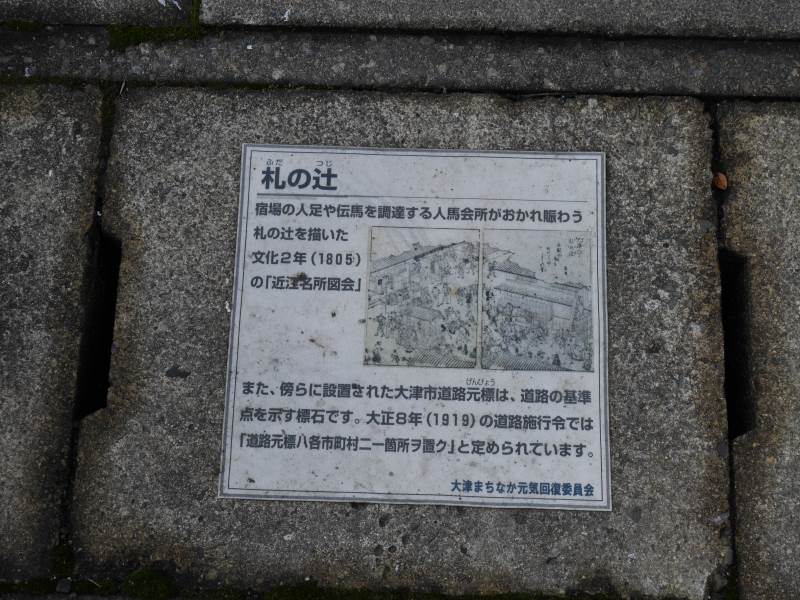 ふだ つじ
札の辻
宿場の人足や伝馬を調達する人馬会所がおかれ賑わう
札の辻を描いた
文化2年(1805)
の「近江名所図会」
げんぴょう
また、傍らに設置された大津市道路元標は、道路の基準
点を示す標石です。大正8年(1919)の道路施行令では
「道路元標ハ各市町村ニ一箇所ヲ置ク」と定められています。
大津まちなか元気回復委員会